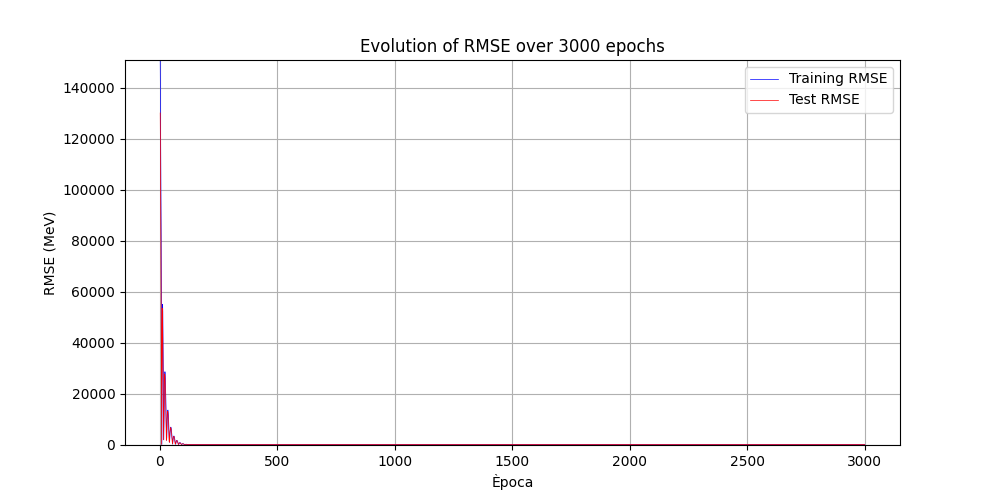 Evolution of RMSE over 3000 epochs
Training RMSE
Test RMSE
RMSE (MeV)
140000
120000
100000
80000
60000
40000
20000
0
0 500 1000 1500 2000 2500 3000
Època